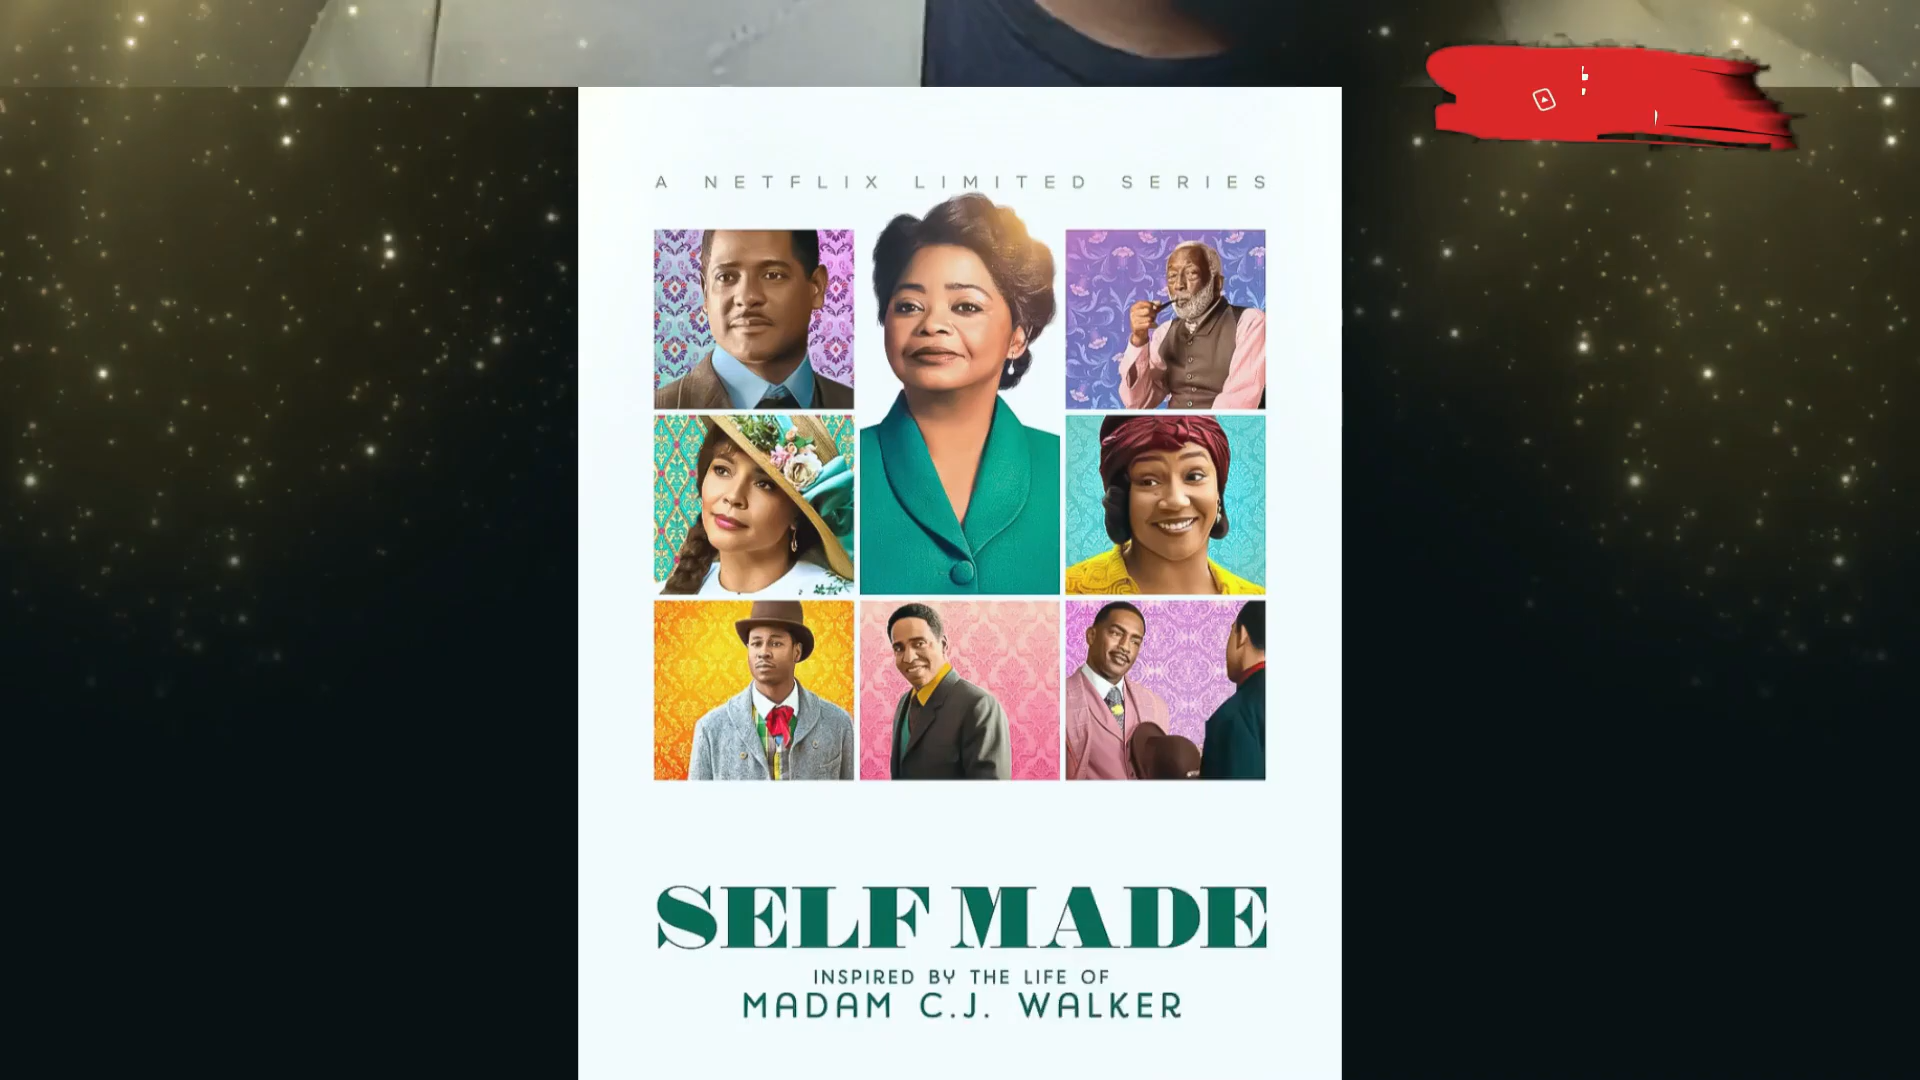 A NETFLIX LIMITED SERIES
SELF MADE
INSPIRED BY THE LIFE OF
MADAM C.J. WALKER